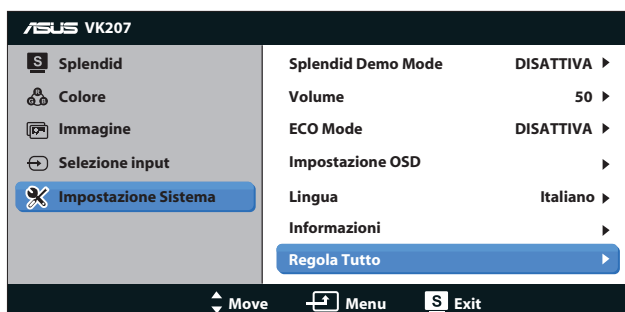 ASUS VK207
S Splendid
Colore
Immagine
Selezione input
Impostazione Sistema
Splendid Demo Mode DISATTIVA
Volume 50
ECO Mode DISATTIVA
Impostazione OSD
Lingua Italiano
Informazioni
Regola Tutto
Move Menu S Exit